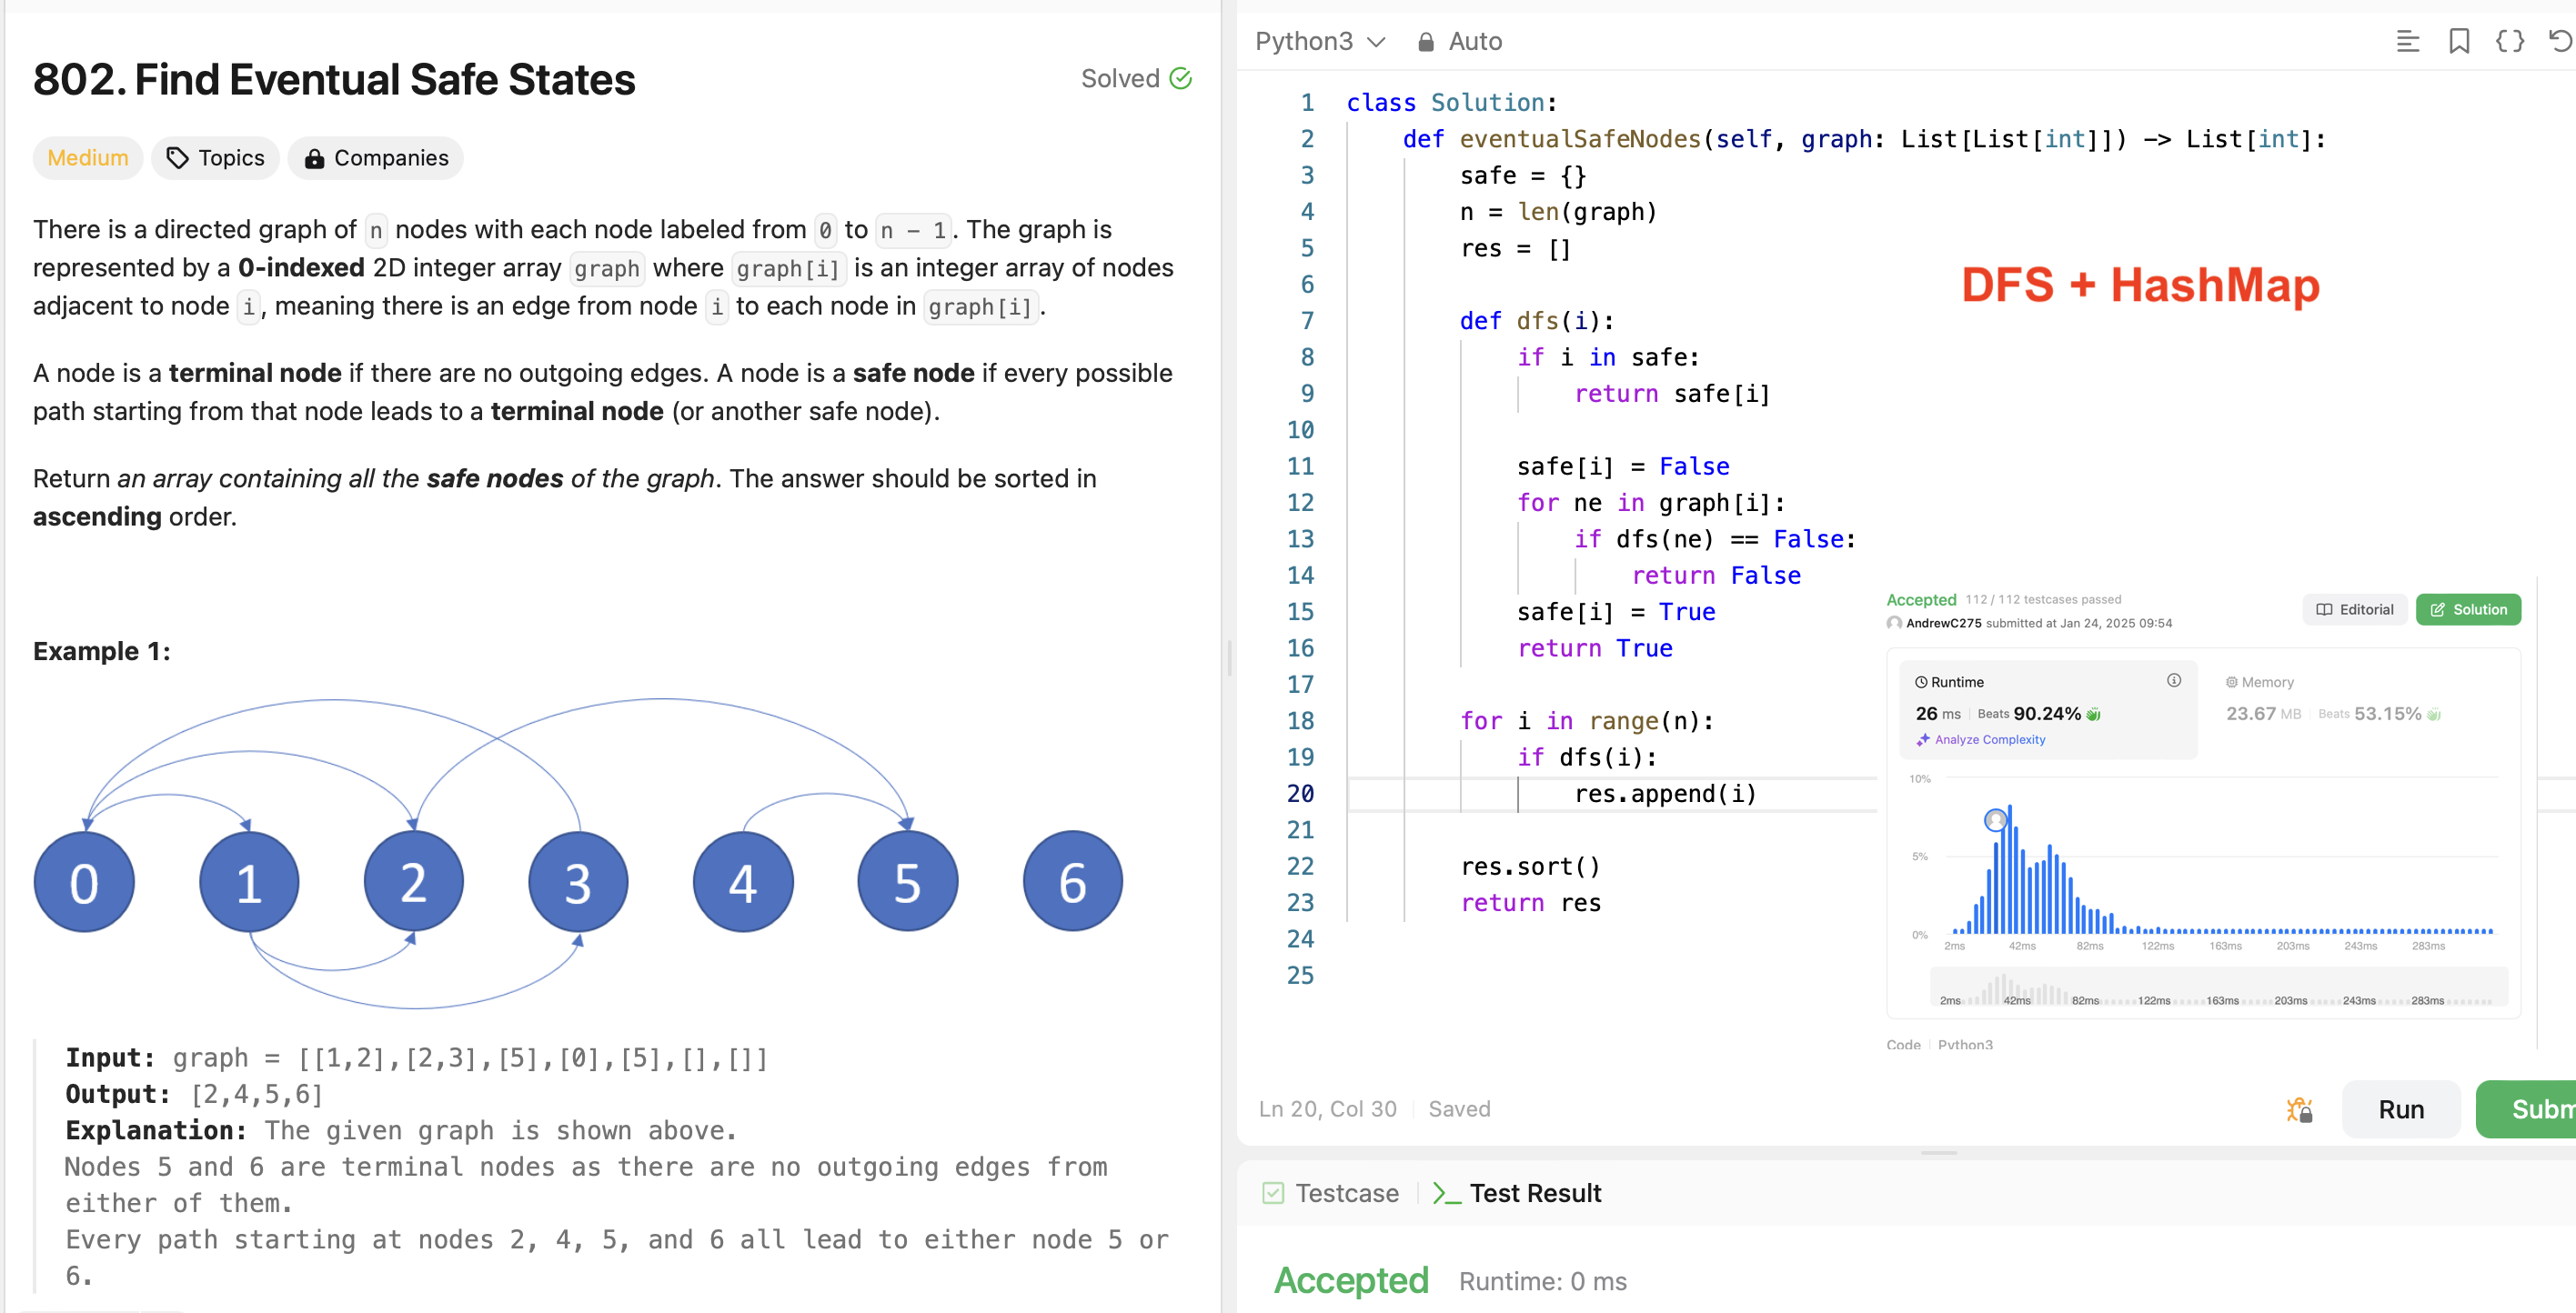 802. Find Eventual Safe States
Solved
Medium
Topics
Companies
There is a directed graph of n nodes with each node labeled from 0 to n - 1. The graph is
represented by a 0-indexed 2D integer array graph where graph[i] is an integer array of nodes
adjacent to node i, meaning there is an edge from node i to each node in graph[i].
A node is a terminal node if there are no outgoing edges. A node is a safe node if every possible
path starting from that node leads to a terminal node (or another safe node).
Return an array containing all the safe nodes of the graph. The answer should be sorted in
ascending order.
Example 1:
0 1 2 3 4 5 6
Input: graph = [[1,2],[2,3],[5],[0],[5],[],[]]
Output: [2,4,5,6]
Explanation: The given graph is shown above.
Nodes 5 and 6 are terminal nodes as there are no outgoing edges from
either of them.
Every path starting at nodes 2, 4, 5, and 6 all lead to either node 5 or
6.
Python3
Auto
1 class Solution:
2 def eventualSafeNodes(self, graph: List[List[int]]) -> List[int]:
3 safe = {}
4 n = len(graph)
5 res = []
6
DFS + HashMap
7 def dfs(i):
8 if i in safe:
9 return safe[i]
10
11 safe[i] = False
12 for ne in graph[i]:
13 if dfs(ne) == False:
14 return False
15 safe[i] = True
16 return True
17
18 for i in range(n):
19 if dfs(i):
20 res.append(i)
21
22 res.sort()
23 return res
24
25
Accepted 112 / 112 testcases passed
AndrewC275 submitted at Jan 24, 2025 09:54
Editorial
Solution
Runtime
26 ms Beats 90.24%
Analyze Complexity
Memory
23.67 MB Beats 53.15%
10%
5%
0%
2ms 42ms 82ms 122ms 163ms 203ms 243ms 283ms
2ms 42ms 82ms 122ms 163ms 203ms 243ms 283ms
Code Python3
Ln 20, Col 30 Saved
Run
Subm
Testcase
Test Result
Accepted Runtime: 0 ms